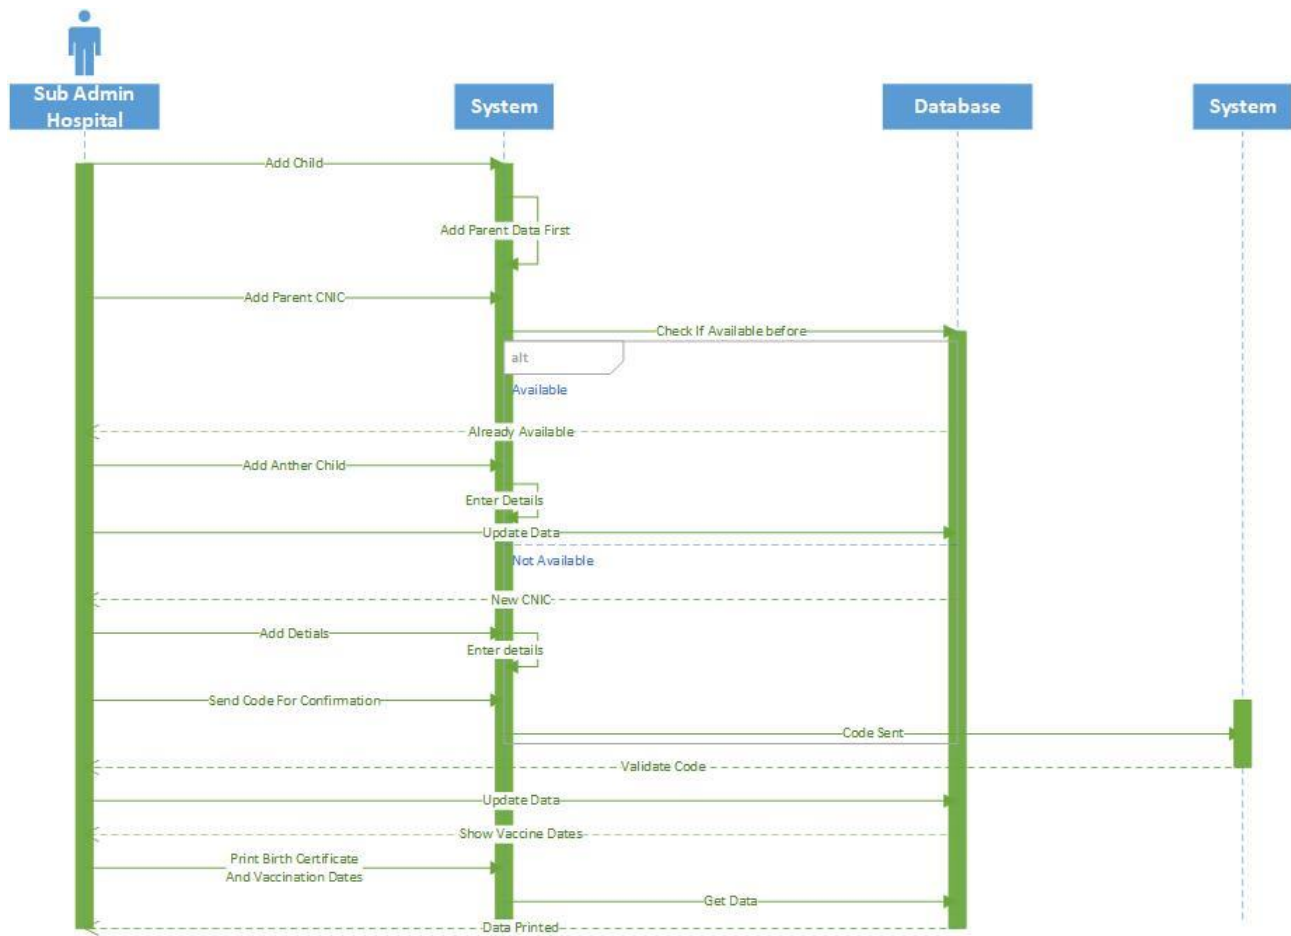 Sub Admin
Hospital
System
Database
System
Add Child
Add Parent Data First
Add Parent CNIC
Check If Available before
alt
Available
Already Available
Add Anther Child
Enter Details
Update Data
Not Available
New CNIC
Add Detials
Enter details
Send Code For Confirmation
Code Sent
Validate Code
Update Data
Show Vaccine Dates
Print Birth Certificate
And Vaccination Dates
Get Data
Data Printed